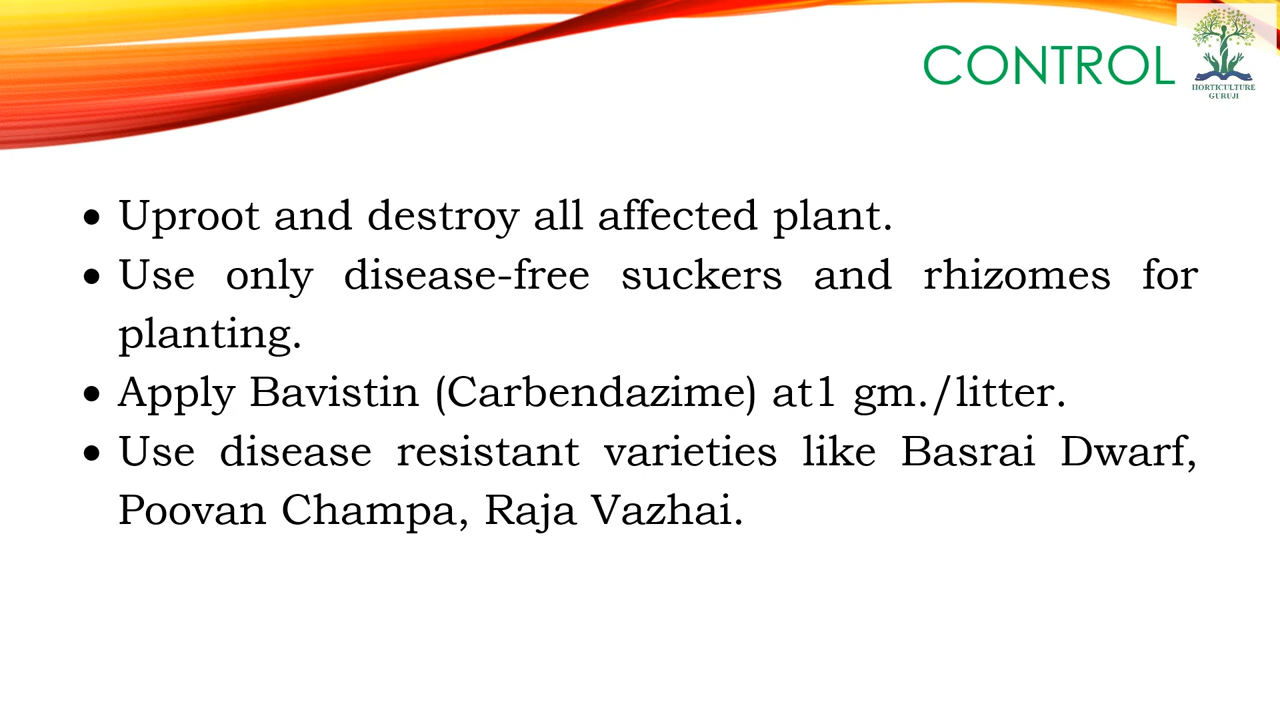 CONTROL
HORTICULTURE
GURUJI
• Uproot and destroy all affected plant.
• Use only disease-free suckers and rhizomes for
planting.
• Apply Bavistin (Carbendazime) at1 gm./litter.
• Use disease resistant varieties like Basrai Dwarf,
Poovan Champa, Raja Vazhai.